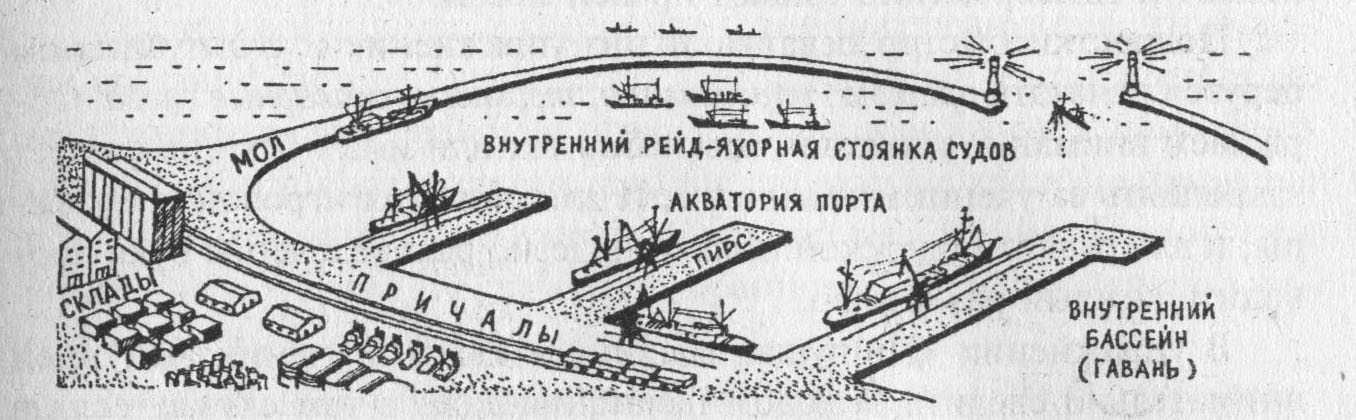 МОЛ
ВНУТРЕННИЙ РЕЙД-ЯКОРНАЯ СТОЯНКА СУДОВ
АКВАТОРИЯ ПОРТА
ПИРС
СКЛАДЫ
ПРИЧАЛЫ
ВНУТРЕННИЙ
БАССЕЙН
(ГАВАНЬ)